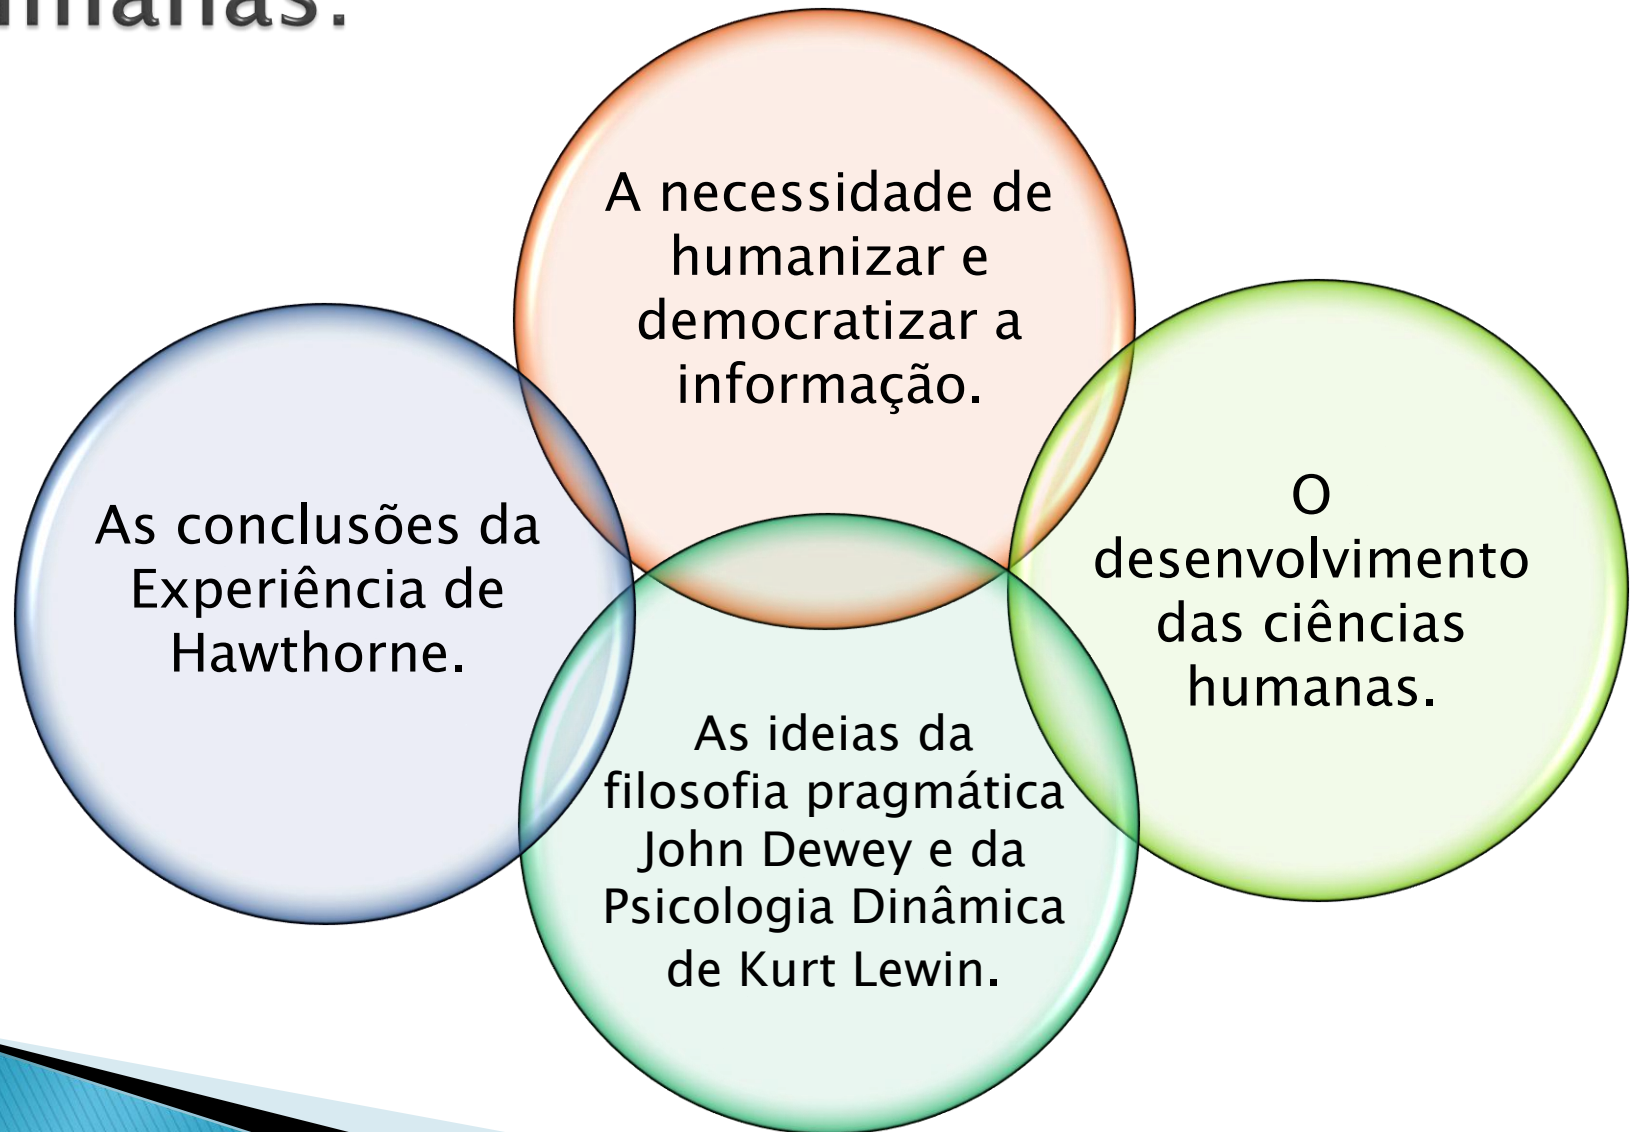 A necessidade de
humanizar e
democratizar a
informação.
As conclusões da
Experiência de
Hawthorne.
O
desenvolvimento
das ciências
humanas.
As ideias da
filosofia pragmática
John Dewey e da
Psicologia Dinâmica
de Kurt Lewin.